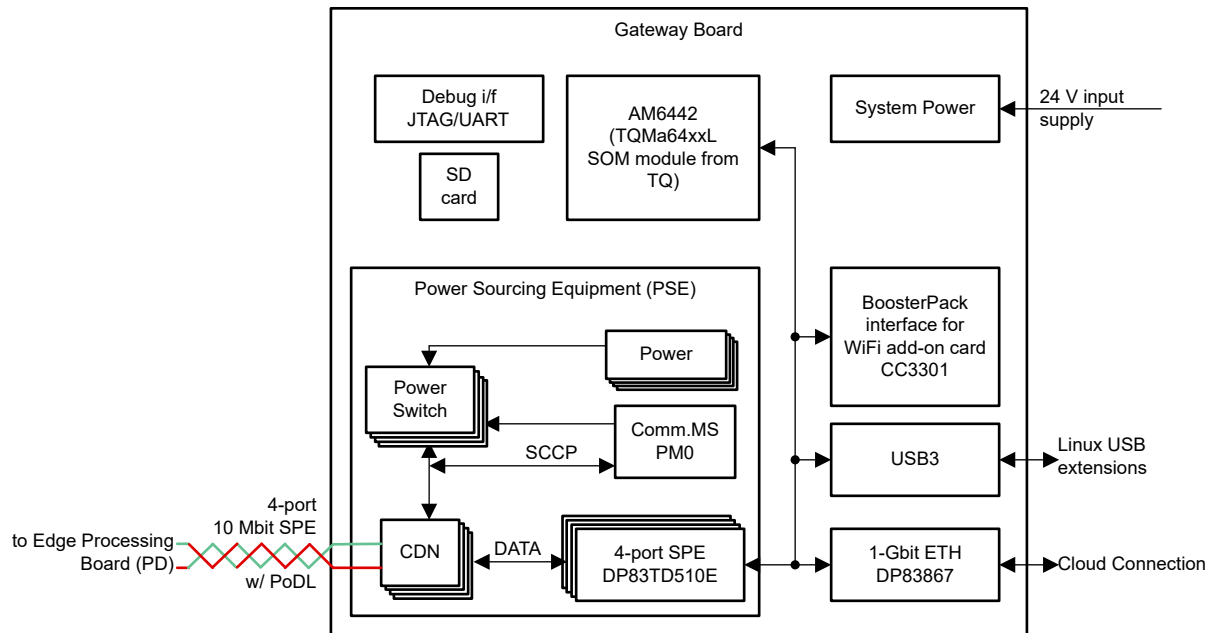 Gateway Board
Debug i/f
JTAG/UART
SD
card
AM6442
(TQMa64xxL
SOM module from
TQ)
System Power
24 V input
supply
Power Sourcing Equipment (PSE)
Power
Power
Switch
Comm.MS
PM0
SCCP
BoosterPack
interface for
WiFi add-on card
CC3301
USB3
Linux USB
extensions
4-port
10 Mbit SPE
to Edge Processing
Board (PD)
w/ PoDL
CDN
DATA
4-port SPE
DP83TD510E
1-Gbit ETH
DP83867
Cloud Connection